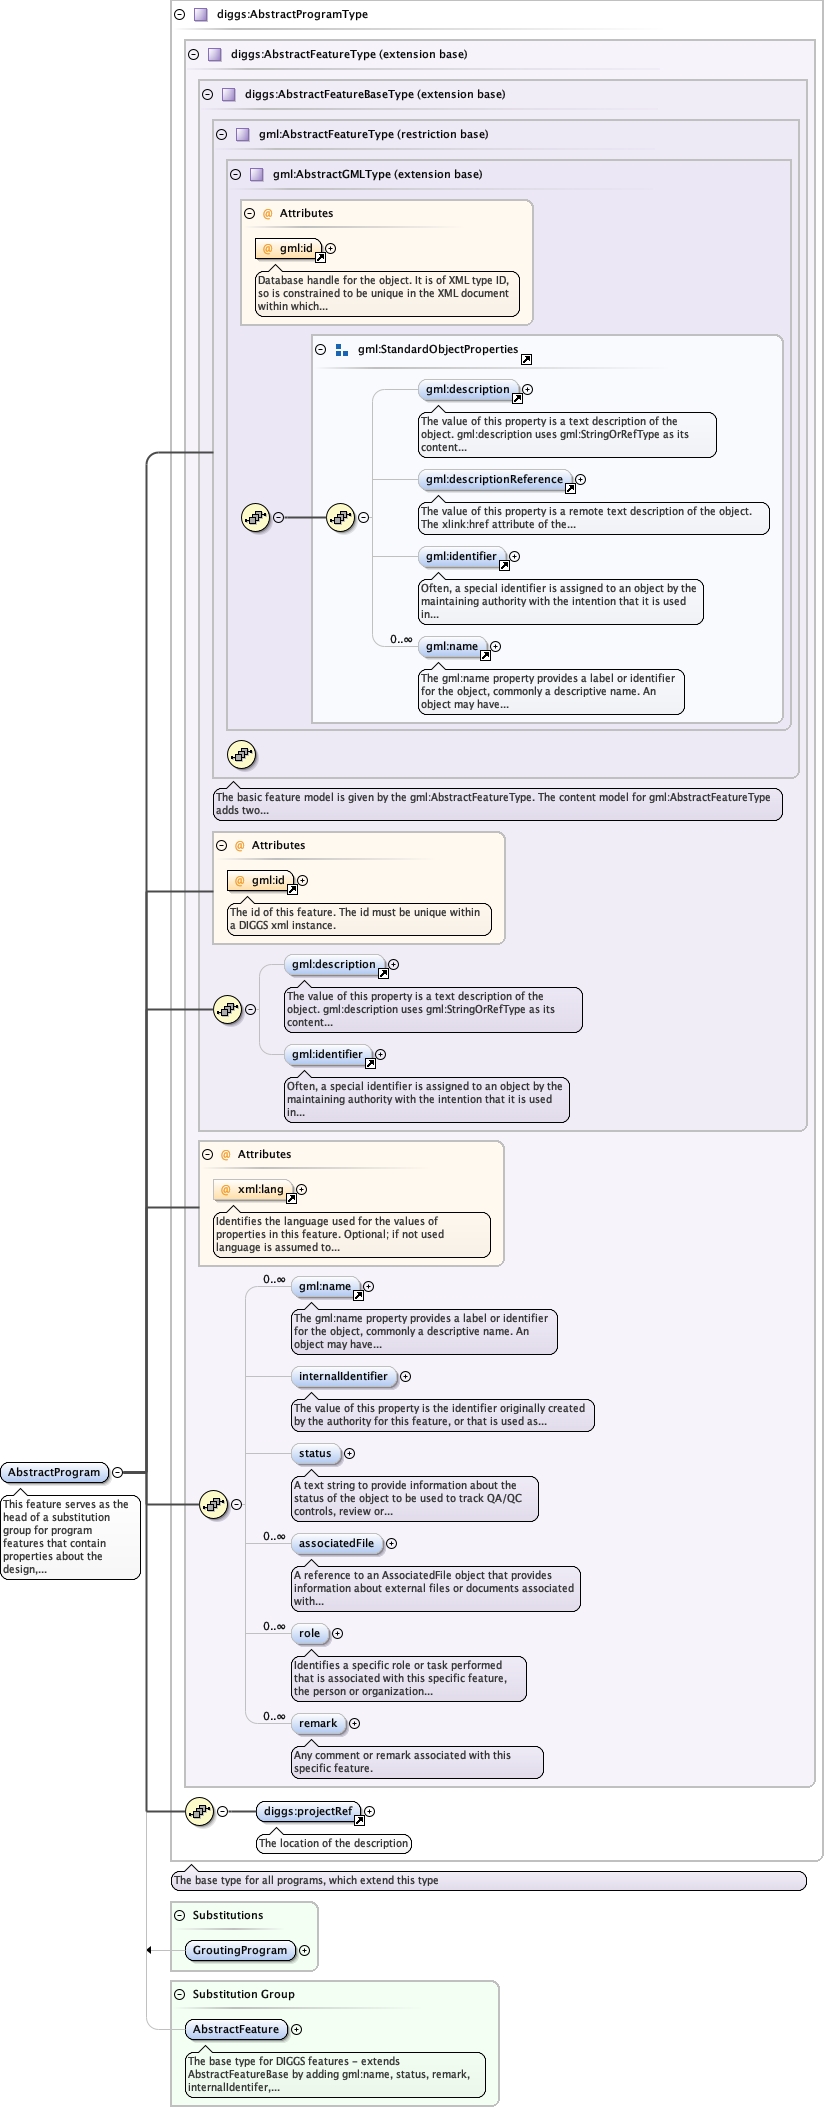 diggs:AbstractProgramType
diggs:AbstractFeatureType (extension base)
diggs:AbstractFeatureBaseType (extension base)
gml:AbstractFeatureType (restriction base)
gml:AbstractGMLType (extension base)
@ Attributes
@ gml:id
Database handle for the object. It is of XML type ID,
so is constrained to be unique in the XML document
within which...
gml:StandardObjectProperties
gml:description
The value of this property is a text description of the
object. gml:description uses gml:StringOrRefType as its
content...
gml:descriptionReference
The value of this property is a remote text description of the object.
The xlink:href attribute of the...
gml:identifier
Often, a special identifier is assigned to an object by the
maintaining authority with the intention that it is used
in...
0..∞
gml:name
The gml:name property provides a label or identifier
for the object, commonly a descriptive name. An
object may have...
The basic feature model is given by the gml:AbstractFeatureType. The content model for gml:AbstractFeatureType
adds two...
@ Attributes
@ gml:id
The id of this feature. The id must be unique within
a DIGGS xml instance.
gml:description
The value of this property is a text description of the
object. gml:description uses gml:StringOrRefType as its
content...
gml:identifier
Often, a special identifier is assigned to an object by the
maintaining authority with the intention that it is used
in...
@ Attributes
@ xml:lang
Identifies the language used for the values of
properties in this feature. Optional; if not used
language is assumed to...
0..∞
gml:name
The gml:name property provides a label or identifier
for the object, commonly a descriptive name. An
object may have...
internalIdentifier
The value of this property is the identifier originally created
by the authority for this feature, or that is used as...
status
A text string to provide information about the
status of the object to be used to track QA/QC
controls, review or...
0..∞
associatedFile
A reference to an AssociatedFile object that provides
information about external files or documents associated
with...
0..∞
role
Identifies a specific role or task performed
that is associated with this specific feature,
the person or organization...
0..∞
remark
Any comment or remark associated with this
specific feature.
AbstractProgram
This feature serves as the
head of a substitution
group for program
features that contain
properties about the
design,...
diggs:projectRef
The location of the description
The base type for all programs, which extend this type
Substitutions
GroutingProgram
Substitution Group
AbstractFeature
The base type for DIGGS features - extends
AbstractFeatureBase by adding gml:name, status, remark,
internalIdentifer,...